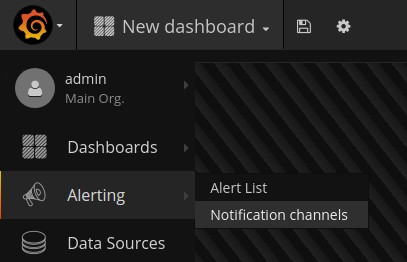 New dashboard
admin
Main Org.
Dashboards
Alerting
Alert List
Notification channels
Data Sources